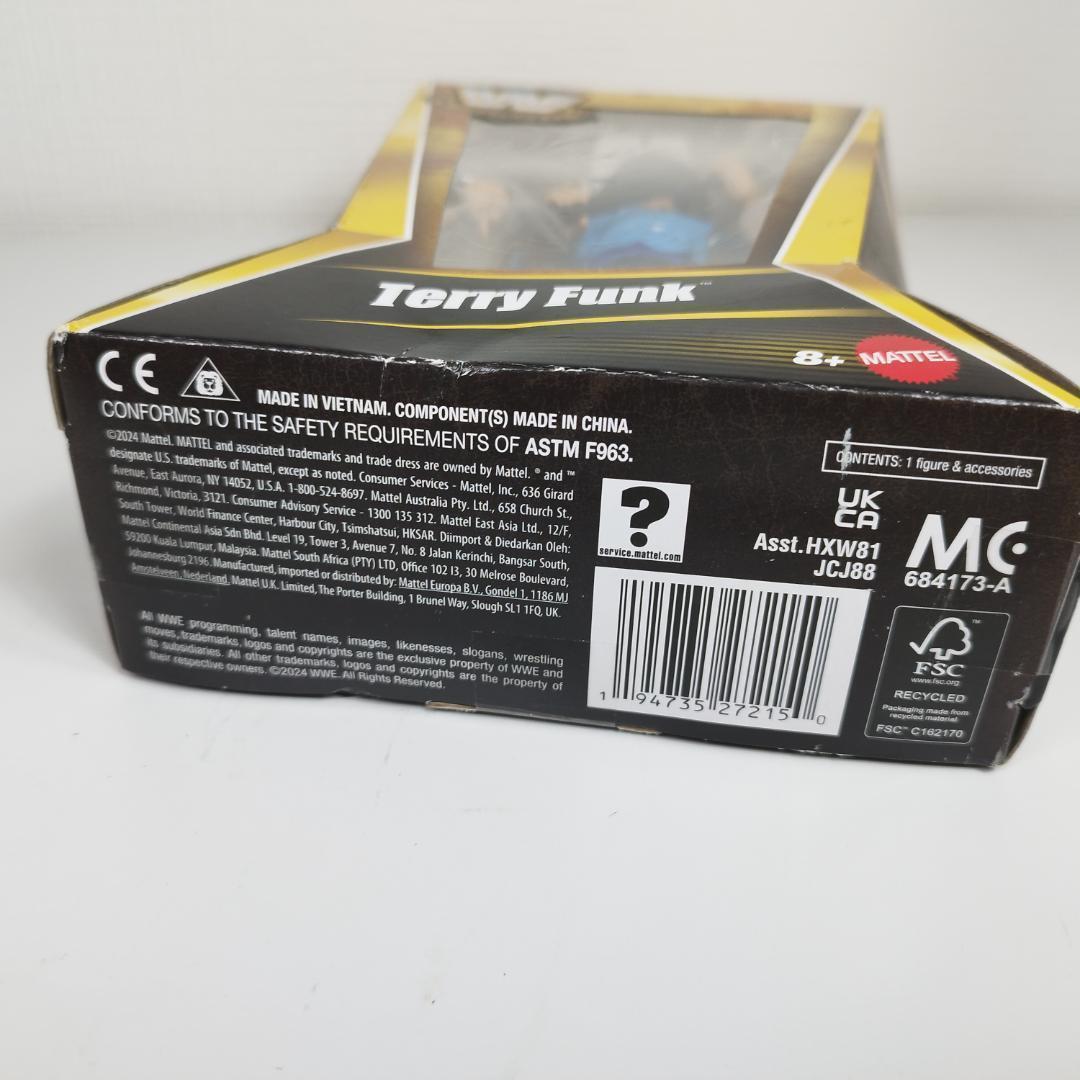 WWF
Terry Funk™
8+ MATTEL
CE
MADE IN VIETNAM. COMPONENT(S) MADE IN CHINA.
CONFORMS TO THE SAFETY REQUIREMENTS OF ASTM F963.
©2024 Mattel. MATTEL and associated trademarks and trade dress are owned by Mattel. ® and ™
designate U.S. trademarks of Mattel, except as noted. Consumer Services - Mattel, Inc., 636 Girard
Avenue, East Aurora, NY 14052, U.S.A. 1-800-524-8697. Mattel Australia Pty. Ltd., 658 Church St.,
Richmond, Victoria, 3121. Consumer Advisory Service - 1300 135 312. Mattel East Asia Ltd., 12/F,
South Tower, World Finance Center, Harbour City, Tsimshatsui, HKSAR. Diimport & Diedarkan Oleh:
Mattel Continental Asia Sdn Bhd. Level 19, Tower 3, Avenue 7, No. 8 Jalan Kerinchi, Bangsar South,
59200 Kuala Lumpur, Malaysia. Mattel South Africa (PTY) LTD, Office 102 I3, 30 Melrose Boulevard,
Johannesburg 2196. Manufactured, imported or distributed by: Mattel Europa B.V., Gondel 1, 1186 MJ
Amstelveen, Nederland. Mattel U.K. Limited, The Porter Building, 1 Brunel Way, Slough SL1 1FQ, UK.
All WWE programming, talent names, images, likenesses, slogans, wrestling
moves, trademarks, logos and copyrights are the exclusive property of WWE and
its subsidiaries. All other trademarks, logos and copyrights are the property of
their respective owners. ©2024 WWE. All Rights Reserved.
?
service.mattel.com
CONTENTS: 1 figure & accessories
UK
CA
Asst. HXW81
JCJ88
MC
684173-A
1 94735 27215 0
FSC™
www.fsc.org
RECYCLED
Packaging made from
recycled material
FSC™ C162170